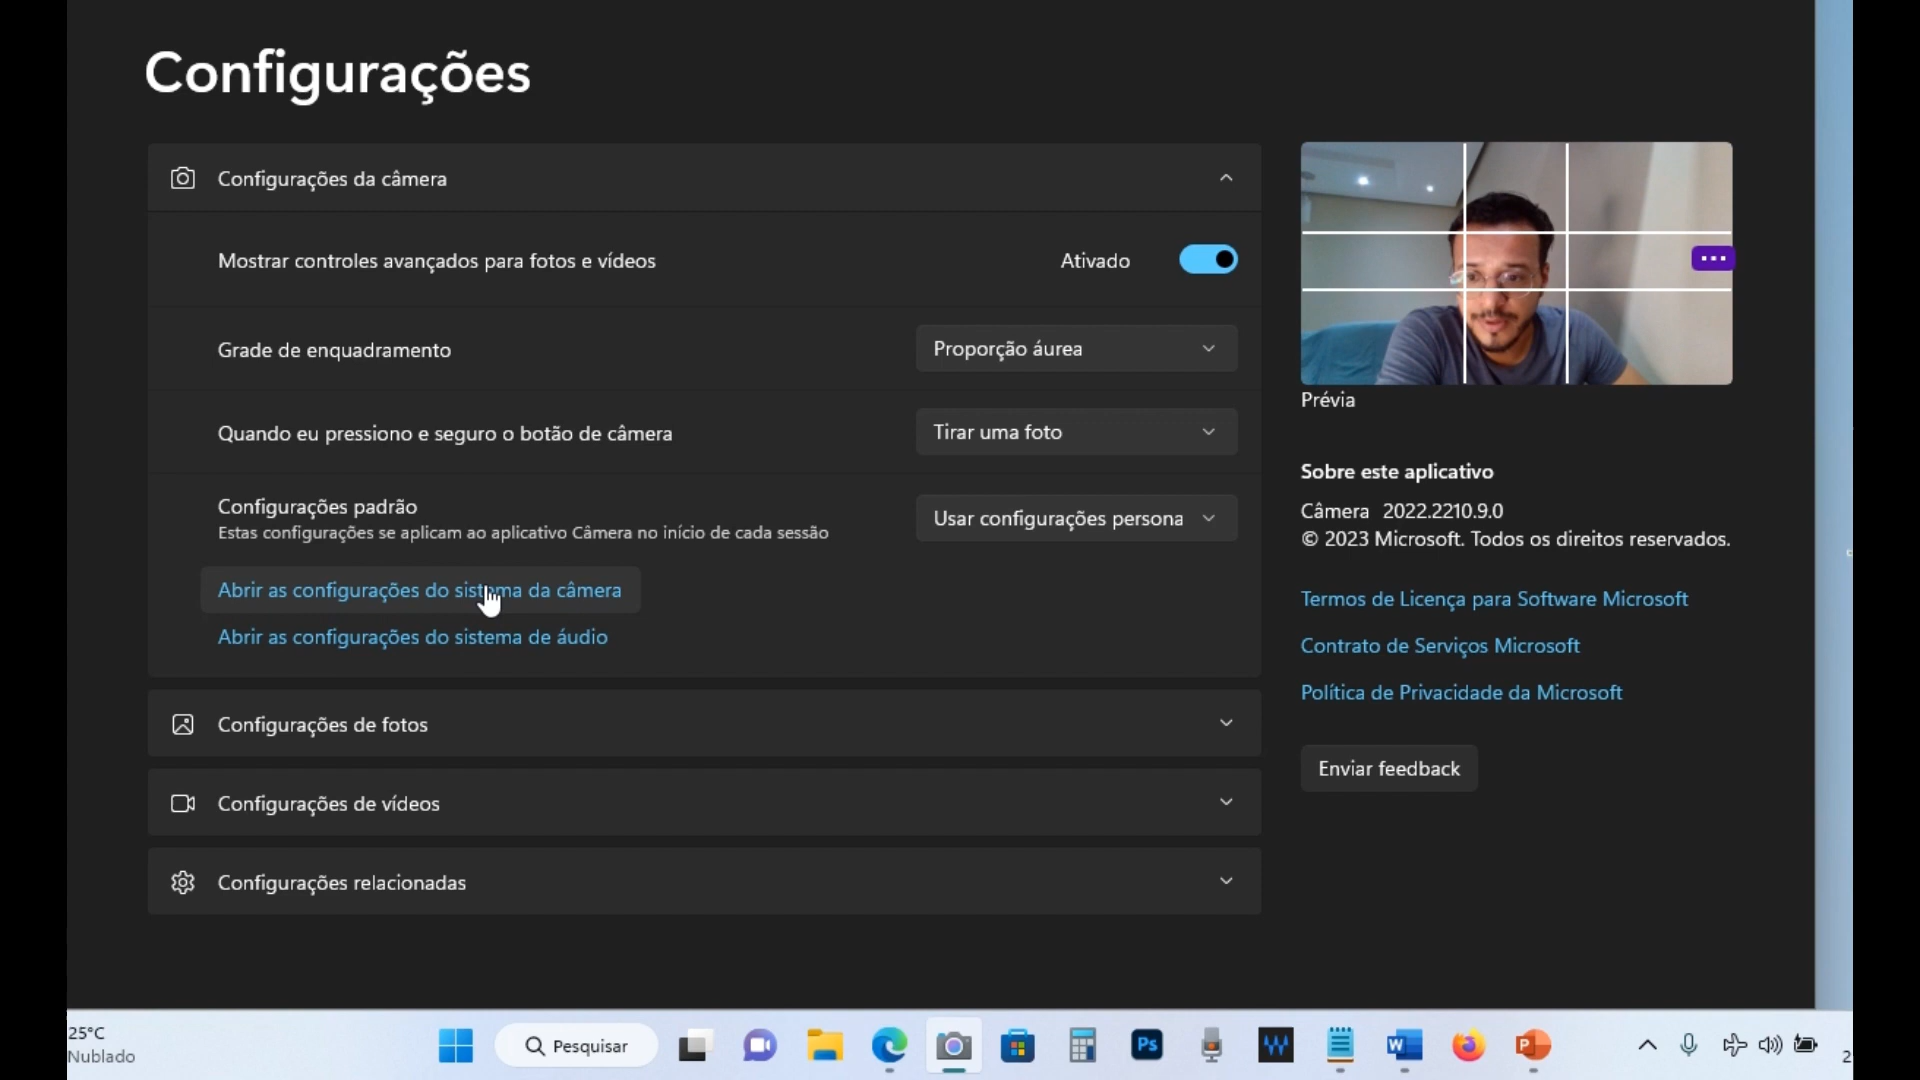 Configurações
Configurações da câmera
Mostrar controles avançados para fotos e vídeos
Ativado
Grade de enquadramento
Proporção áurea
Quando eu pressiono e seguro o botão de câmera
Tirar uma foto
Configurações padrão
Estas configurações se aplicam ao aplicativo Câmera no início de cada sessão
Usar configurações persona
Abrir as configurações do sistema da câmera
Abrir as configurações do sistema de áudio
Configurações de fotos
Configurações de vídeos
Configurações relacionadas
Prévia
Sobre este aplicativo
Câmera 2022.2210.9.0
© 2023 Microsoft. Todos os direitos reservados.
Termos de Licença para Software Microsoft
Contrato de Serviços Microsoft
Política de Privacidade da Microsoft
Enviar feedback
25°C
Nublado
Pesquisar
Ps
W
P
2